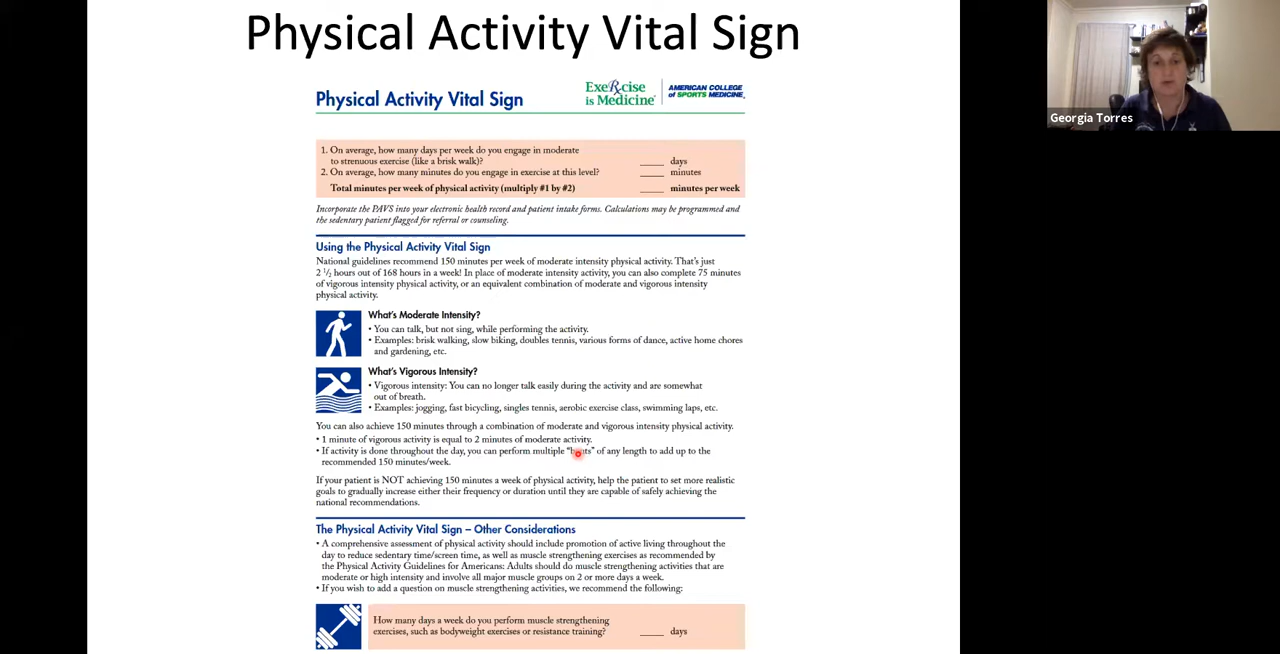 Physical Activity Vital Sign
Physical Activity Vital Sign
ExeRcise
is Medicine®
AMERICAN COLLEGE
of SPORTS MEDICINE.
Georgia Torres
1. On average, how many days per week do you engage in moderate
to strenuous exercise (like a brisk walk)? _____ days
2. On average, how many minutes do you engage in exercise at this level? _____ minutes
Total minutes per week of physical activity (multiply #1 by #2) _____ minutes per week
Incorporate the PAVS into your electronic health record and patient intake forms. Calculations may be programmed and
the sedentary patient flagged for referral or counseling.
Using the Physical Activity Vital Sign
National guidelines recommend 150 minutes per week of moderate intensity physical activity. That's just
2 1/2 hours out of 168 hours in a week! In place of moderate intensity activity, you can also complete 75 minutes
of vigorous intensity physical activity, or an equivalent combination of moderate and vigorous intensity
physical activity.
What's Moderate Intensity?
• You can talk, but not sing, while performing the activity.
• Examples: brisk walking, slow biking, doubles tennis, various forms of dance, active home chores
and gardening, etc.
What's Vigorous Intensity?
• Vigorous intensity: You can no longer talk easily during the activity and are somewhat
out of breath.
• Examples: jogging, fast bicycling, singles tennis, aerobic exercise class, swimming laps, etc.
You can also achieve 150 minutes through a combination of moderate and vigorous intensity physical activity.
• 1 minute of vigorous activity is equal to 2 minutes of moderate activity.
• If activity is done throughout the day, you can perform multiple "bouts" of any length to add up to the
recommended 150 minutes/week.
If your patient is NOT achieving 150 minutes a week of physical activity, help the patient to set more realistic
goals to gradually increase either their frequency or duration until they are capable of safely achieving the
national recommendations.
The Physical Activity Vital Sign – Other Considerations
• A comprehensive assessment of physical activity should include promotion of active living throughout the
day to reduce sedentary time/screen time, as well as muscle strengthening exercises as recommended by
the Physical Activity Guidelines for Americans: Adults should do muscle strengthening activities that are
moderate or high intensity and involve all major muscle groups on 2 or more days a week.
• If you wish to add a question on muscle strengthening activities, we recommend the following:
How many days a week do you perform muscle strengthening
exercises, such as bodyweight exercises or resistance training? _____ days